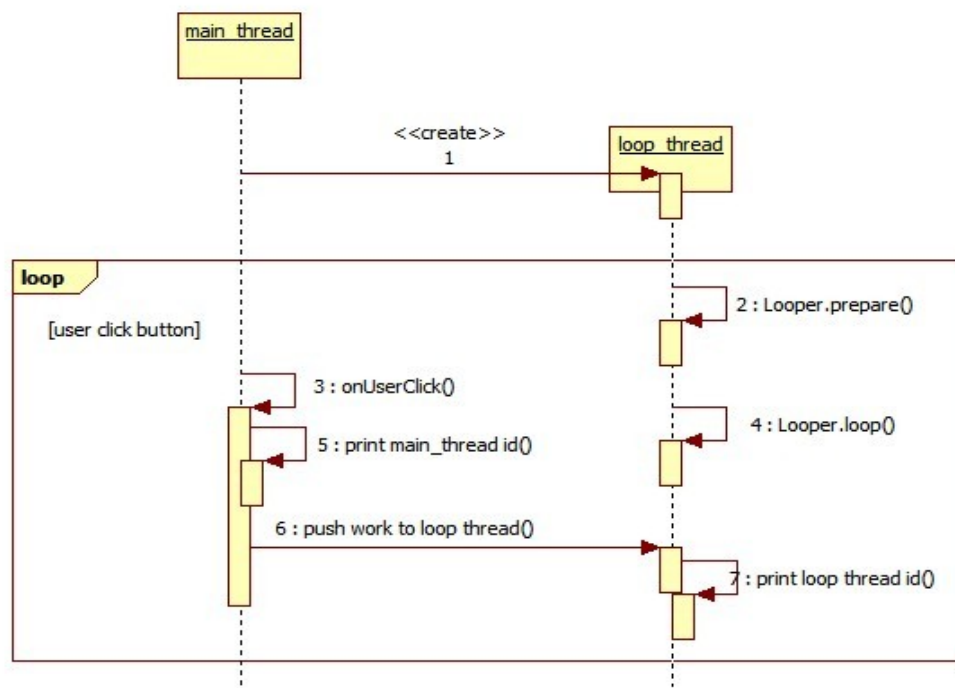 main_thread
<<create>>
1
loop_thread
loop
[user click button]
2 : Looper.prepare()
3 : onUserClick()
4 : Looper.loop()
5 : print main_thread id()
6 : push work to loop thread()
7 : print loop thread id()